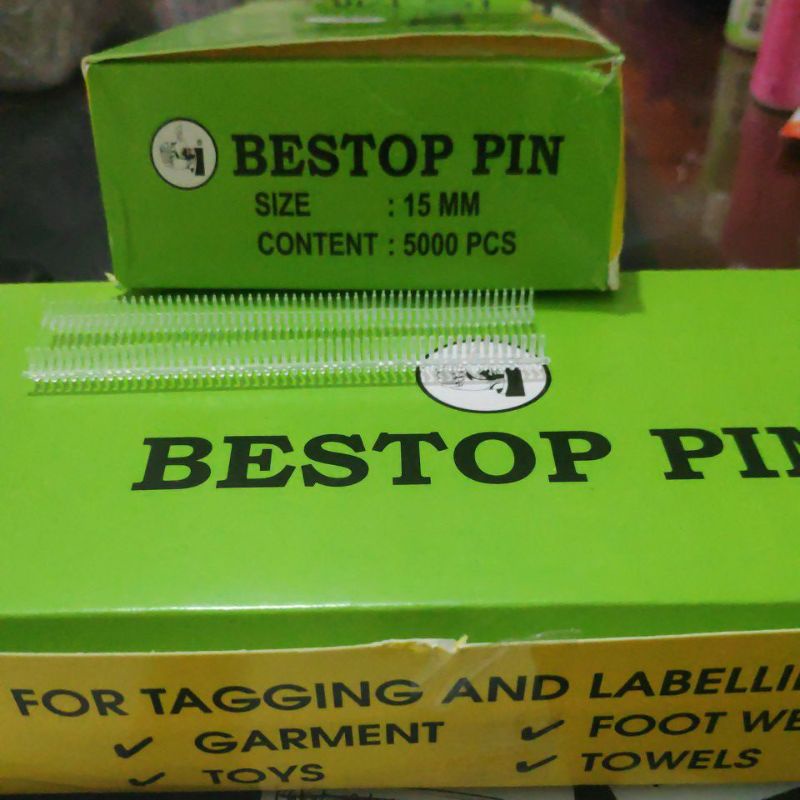 BESTOP PIN
SIZE : 15 MM
CONTENT : 5000 PCS
BESTOP PIN
FOR TAGGING AND LABELLI
✓ GARMENT ✓ FOOT WE
✓ TOYS ✓ TOWELS